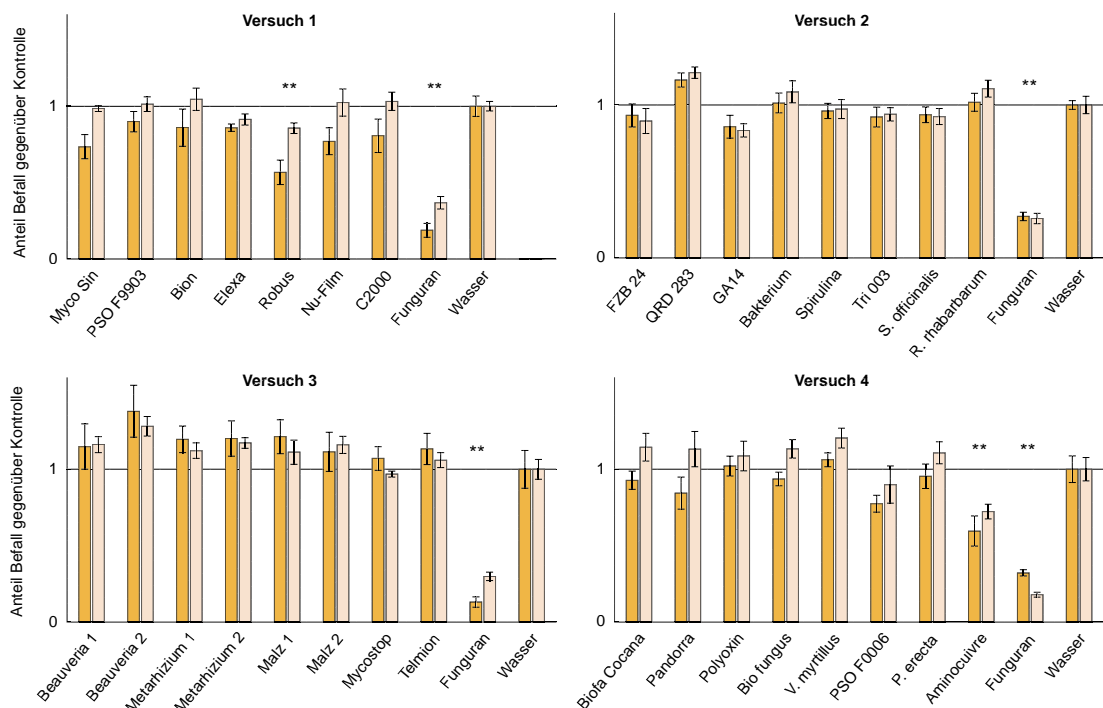 Versuch 1
Anteil Befall gegenüber Kontrolle
1
0
** **
Myco Sin
PSO F9903
Bion
Elexa
Robus
Nu-Film
C2000
Funguran
Wasser
Versuch 2
1
0
**
FZB 24
QRD 283
GA14
Bakterium
Spirulina
Tri 003
S. officinalis
R. rhabarbarum
Funguran
Wasser
Versuch 3
Anteil Befall gegenüber Kontrolle
1
0
**
Beauveria 1
Beauveria 2
Metarhizium 1
Metarhizium 2
Malz 1
Malz 2
Mycostop
Telmion
Funguran
Wasser
Versuch 4
1
0
** **
Biofa Cocana
Pandorra
Polyoxin
Bio fungus
V. myrtillus
PSO F0006
P. erecta
Aminocuivre
Funguran
Wasser